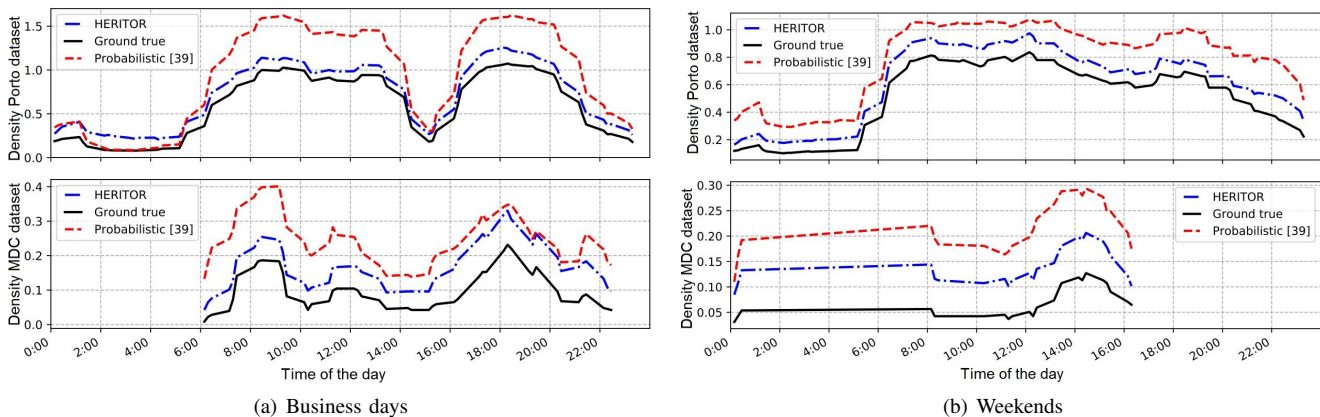 Density Porto dataset
1.5
1.0
0.5
0.0
HERITOR
Ground true
Probabilistic [39]
Density MDC dataset
0.4
0.3
0.2
0.1
0.0
HERITOR
Ground true
Probabilistic [39]
0:00
2:00
4:00
6:00
8:00
10:00
12:00
14:00
16:00
18:00
20:00
22:00
Time of the day
(a) Business days
Density Porto dataset
1.0
0.8
0.6
0.4
0.2
HERITOR
Ground true
Probabilistic [39]
Density MDC dataset
0.30
0.25
0.20
0.15
0.10
0.05
HERITOR
Ground true
Probabilistic [39]
0:00
2:00
4:00
6:00
8:00
10:00
12:00
14:00
16:00
18:00
20:00
22:00
Time of the day
(b) Weekends